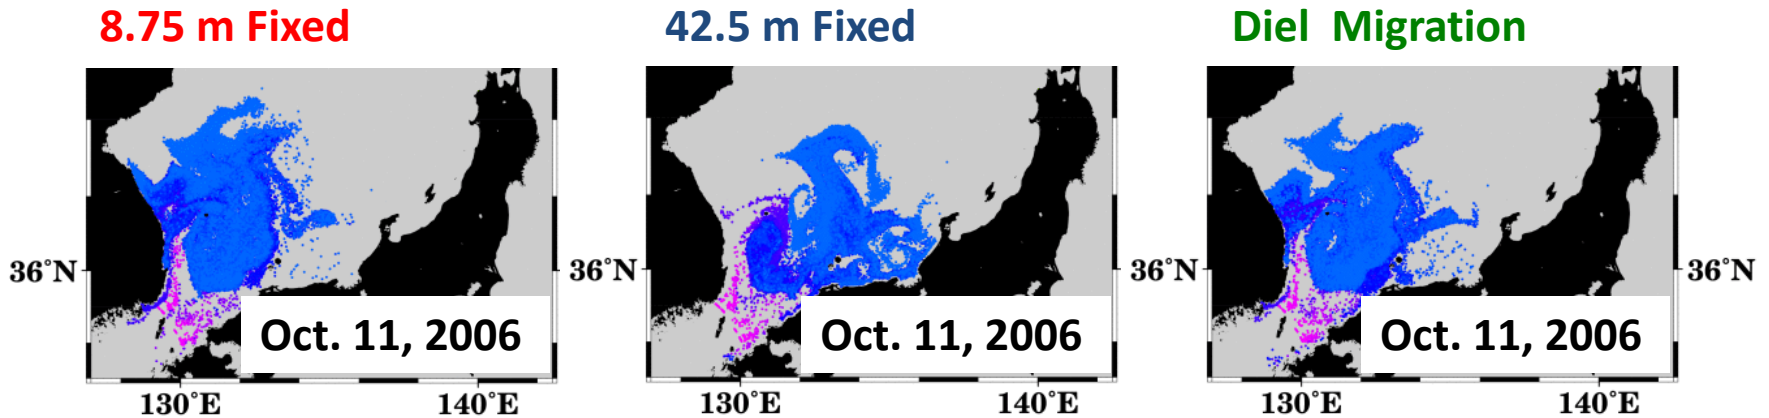 8.75 m Fixed
42.5 m Fixed
Diel Migration
36°N
36°N
36°N
36°N
Oct. 11, 2006
Oct. 11, 2006
Oct. 11, 2006
130°E
140°E
130°E
140°E
130°E
140°E